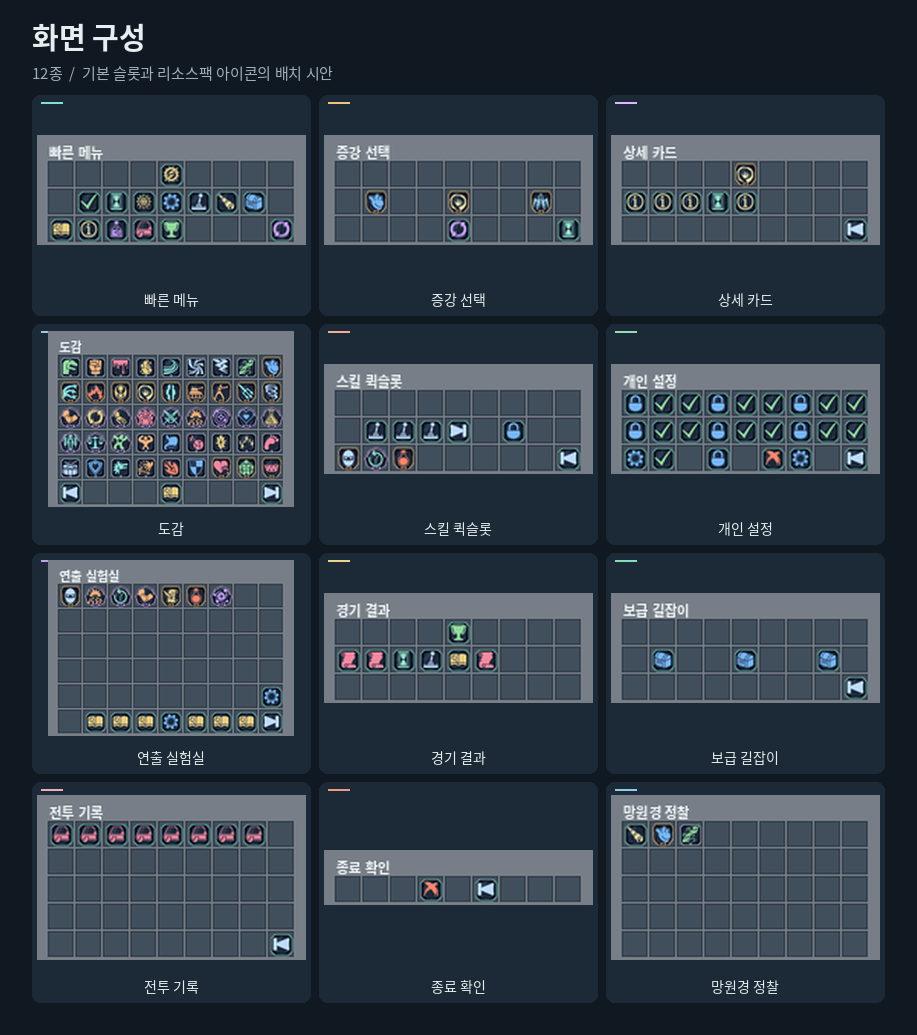 화면 구성
12종 / 기본 슬롯과 리소스팩 아이콘의 배치 시안
빠른 메뉴
빠른 메뉴
증강 선택
증강 선택
상세 카드
상세 카드
도감
도감
스킬 퀵슬롯
스킬 퀵슬롯
개인 설정
개인 설정
연출 실험실
연출 실험실
경기 결과
경기 결과
보급 길잡이
보급 길잡이
전투 기록
전투 기록
종료 확인
종료 확인
망원경 정찰
망원경 정찰